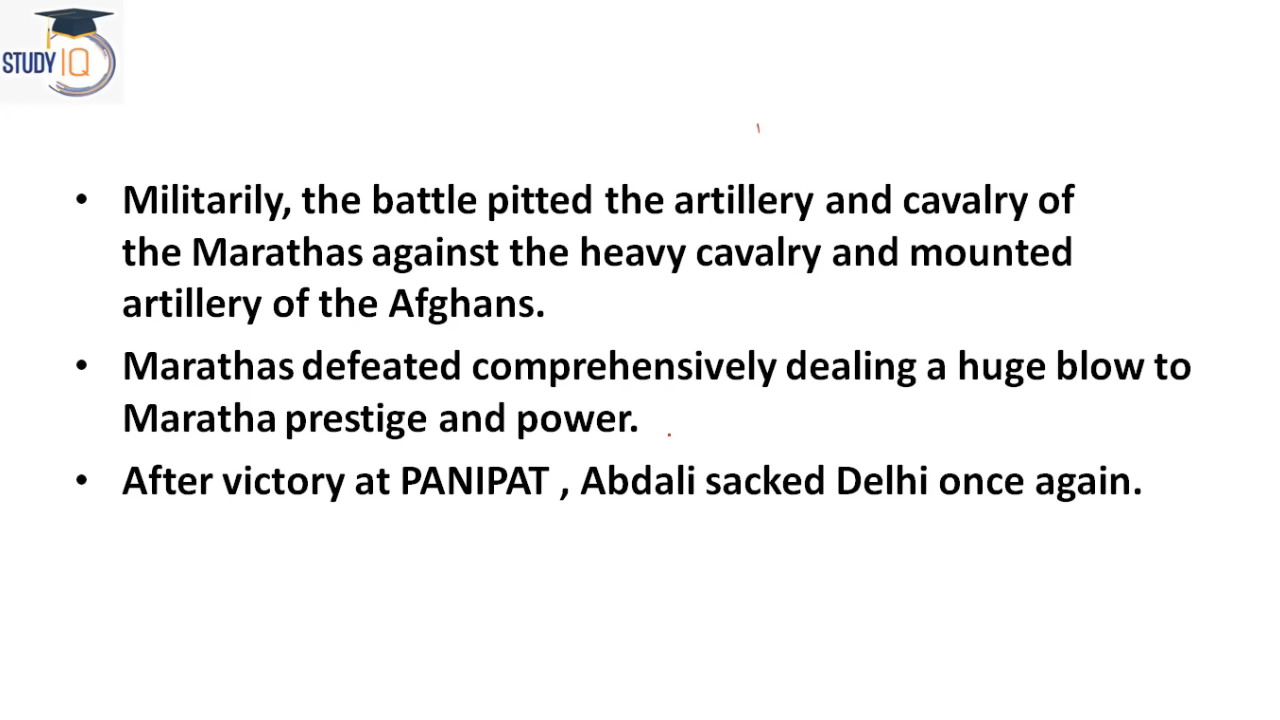 STUDY IQ
• Militarily, the battle pitted the artillery and cavalry of
the Marathas against the heavy cavalry and mounted
artillery of the Afghans.
• Marathas defeated comprehensively dealing a huge blow to
Maratha prestige and power.
• After victory at PANIPAT , Abdali sacked Delhi once again.